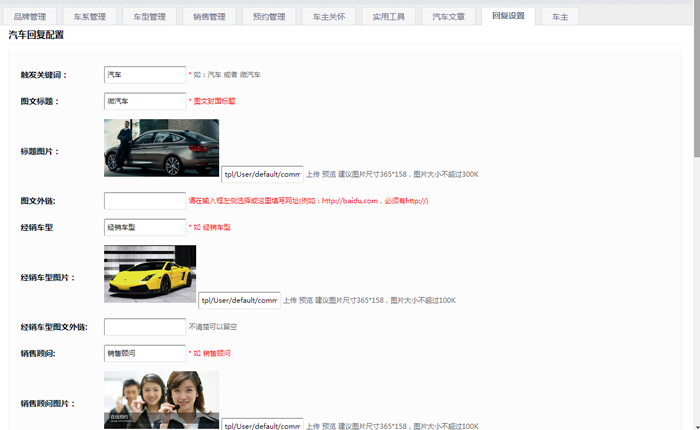 品牌管理 车系管理 车型管理 销售管理 预约管理 车主关怀 实用工具 汽车文章 回复设置 车主
汽车回复配置
触发关键词： 汽车 * 如：汽车 或者 微汽车
图文标题： 微汽车 * 图文封面标题
标题图片： tpl/User/default/comm 上传 预览 建议图片尺寸365*158，图片大小不超过300K
图文外链: 请在输入框左侧选择或这里填写网址(例如：http://baidu.com，必须有http://)
经销车型 经销车型 * 如 经销车型
经销车型图片： tpl/User/default/comm 上传 预览 建议图片尺寸365*158，图片大小不超过100K
经销车型图文外链: 不清楚可以留空
销售顾问: 销售顾问 * 如 销售顾问
在线预约
销售顾问图片： tpl/User/default/comm 上传 预览 建议图片尺寸365*158，图片大小不超过100K